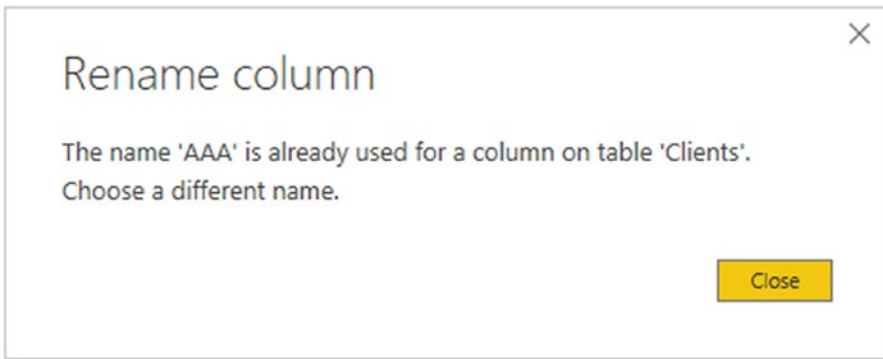 Rename column
The name 'AAA' is already used for a column on table 'Clients'.
Choose a different name.
Close